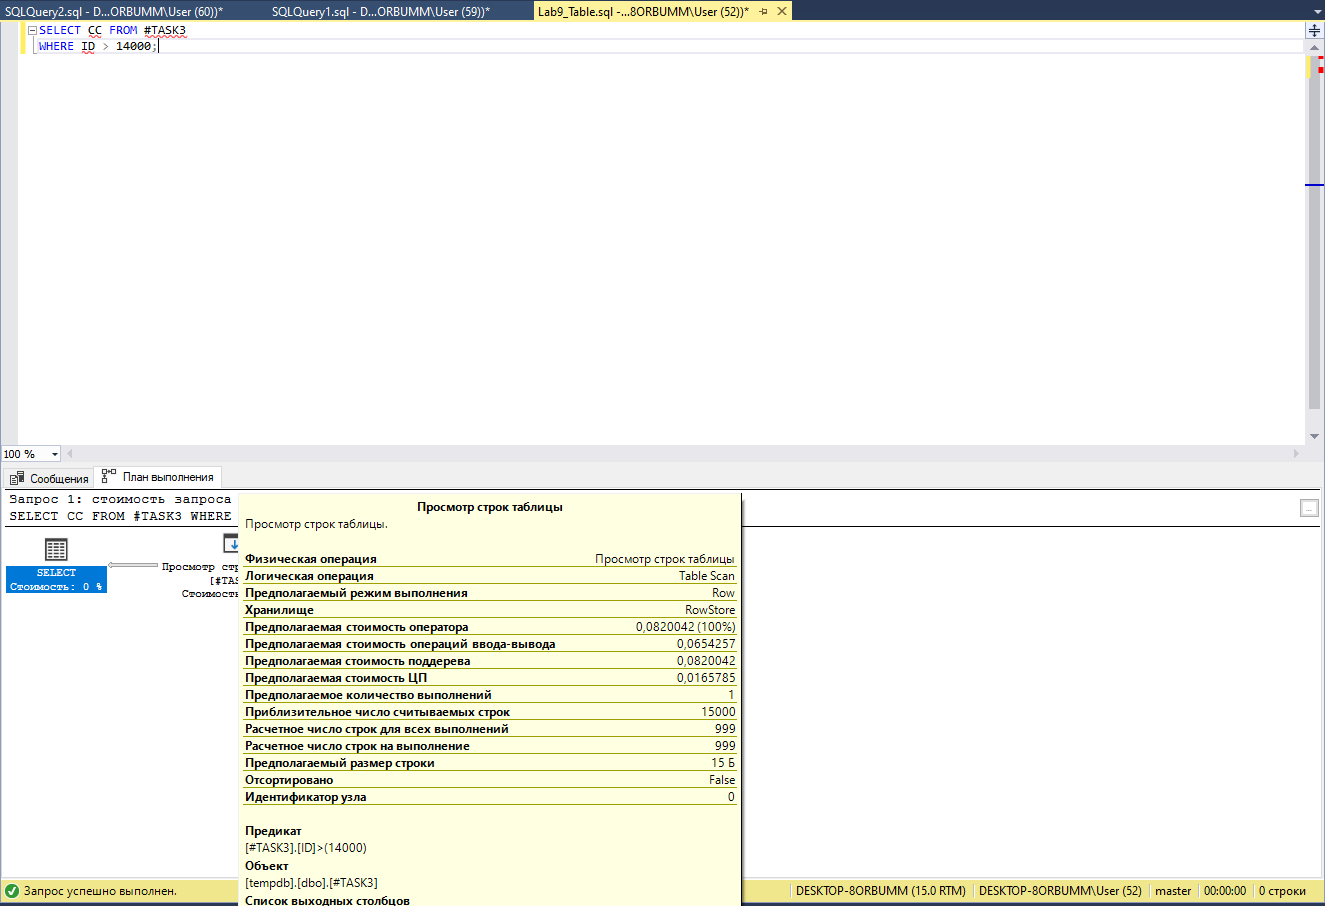 SQLQuery2.sql - D...ORBUMM\User (60))*
SQLQuery1.sql - D...ORBUMM\User (59))*
Lab9_Table.sql -...8ORBUMM\User (52))*
SELECT CC FROM #TASK3
WHERE ID > 14000;
100 %
Сообщения
План выполнения
Запрос 1: стоимость запроса
SELECT CC FROM #TASK3 WHERE
SELECT
Стоимость: 0 %
Просмотр стр
[#TAS
Стоимость
Просмотр строк таблицы
Просмотр строк таблицы.
Физическая операция Просмотр строк таблицы
Логическая операция Table Scan
Предполагаемый режим выполнения Row
Хранилище RowStore
Предполагаемая стоимость оператора 0,0820042 (100%)
Предполагаемая стоимость операций ввода-вывода 0,0654257
Предполагаемая стоимость поддерева 0,0820042
Предполагаемая стоимость ЦП 0,0165785
Предполагаемое количество выполнений 1
Приблизительное число считываемых строк 15000
Расчетное число строк для всех выполнений 999
Расчетное число строк на выполнение 999
Предполагаемый размер строки 15 Б
Отсортировано False
Идентификатор узла 0
Предикат
[#TASK3].[ID]>(14000)
Объект
[tempdb].[dbo].[#TASK3]
Список выходных столбцов
Запрос успешно выполнен.
DESKTOP-8ORBUMM (15.0 RTM)
DESKTOP-8ORBUMM\User (52)
master
00:00:00
0 строки